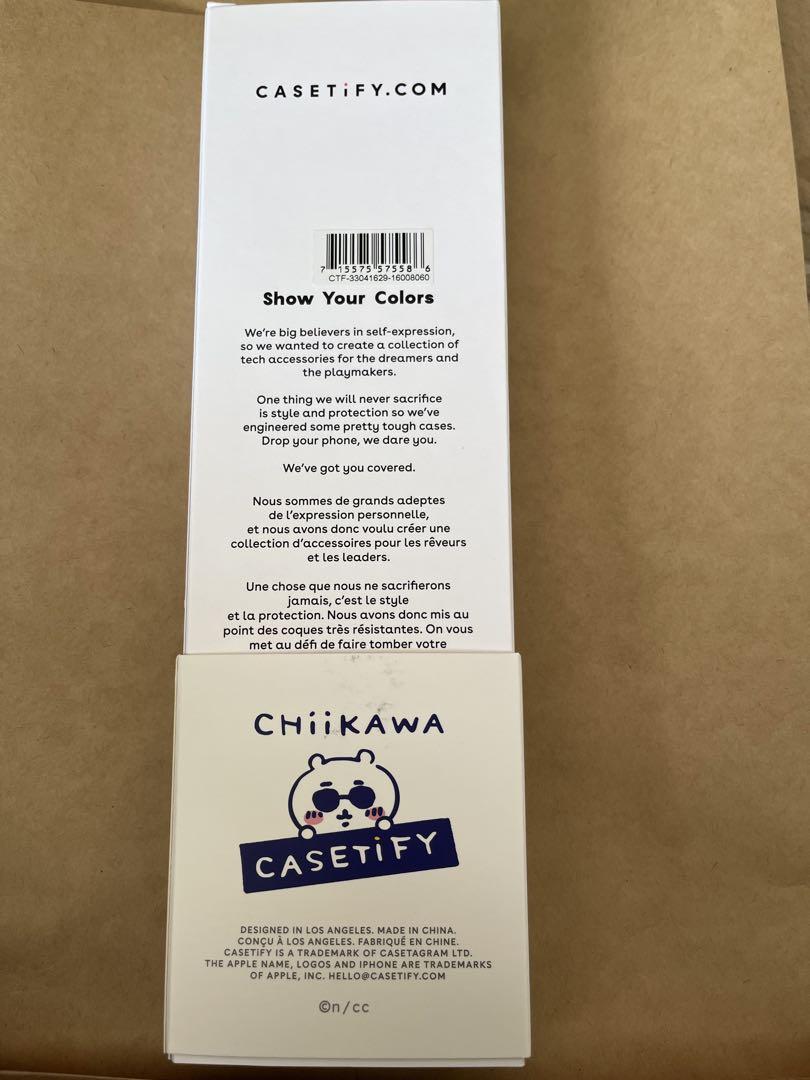 CASETiFY.COM
7 15575 57558 6
CTF-33041629-16008060
Show Your Colors
We're big believers in self-expression,
so we wanted to create a collection of
tech accessories for the dreamers and
the playmakers.
One thing we will never sacrifice
is style and protection so we've
engineered some pretty tough cases.
Drop your phone, we dare you.
We've got you covered.
Nous sommes de grands adeptes
de l'expression personnelle,
et nous avons donc voulu créer une
collection d'accessoires pour les rêveurs
et les leaders.
Une chose que nous ne sacrifierons
jamais, c'est le style
et la protection. Nous avons donc mis au
point des coques très résistantes. On vous
met au défi de faire tomber votre
CHiiKAWA
CASETiFY
DESIGNED IN LOS ANGELES. MADE IN CHINA.
CONÇU À LOS ANGELES. FABRIQUÉ EN CHINE.
CASETIFY IS A TRADEMARK OF CASETAGRAM LTD.
THE APPLE NAME, LOGOS AND IPHONE ARE TRADEMARKS
OF APPLE, INC. HELLO@CASETIFY.COM
©n/cc